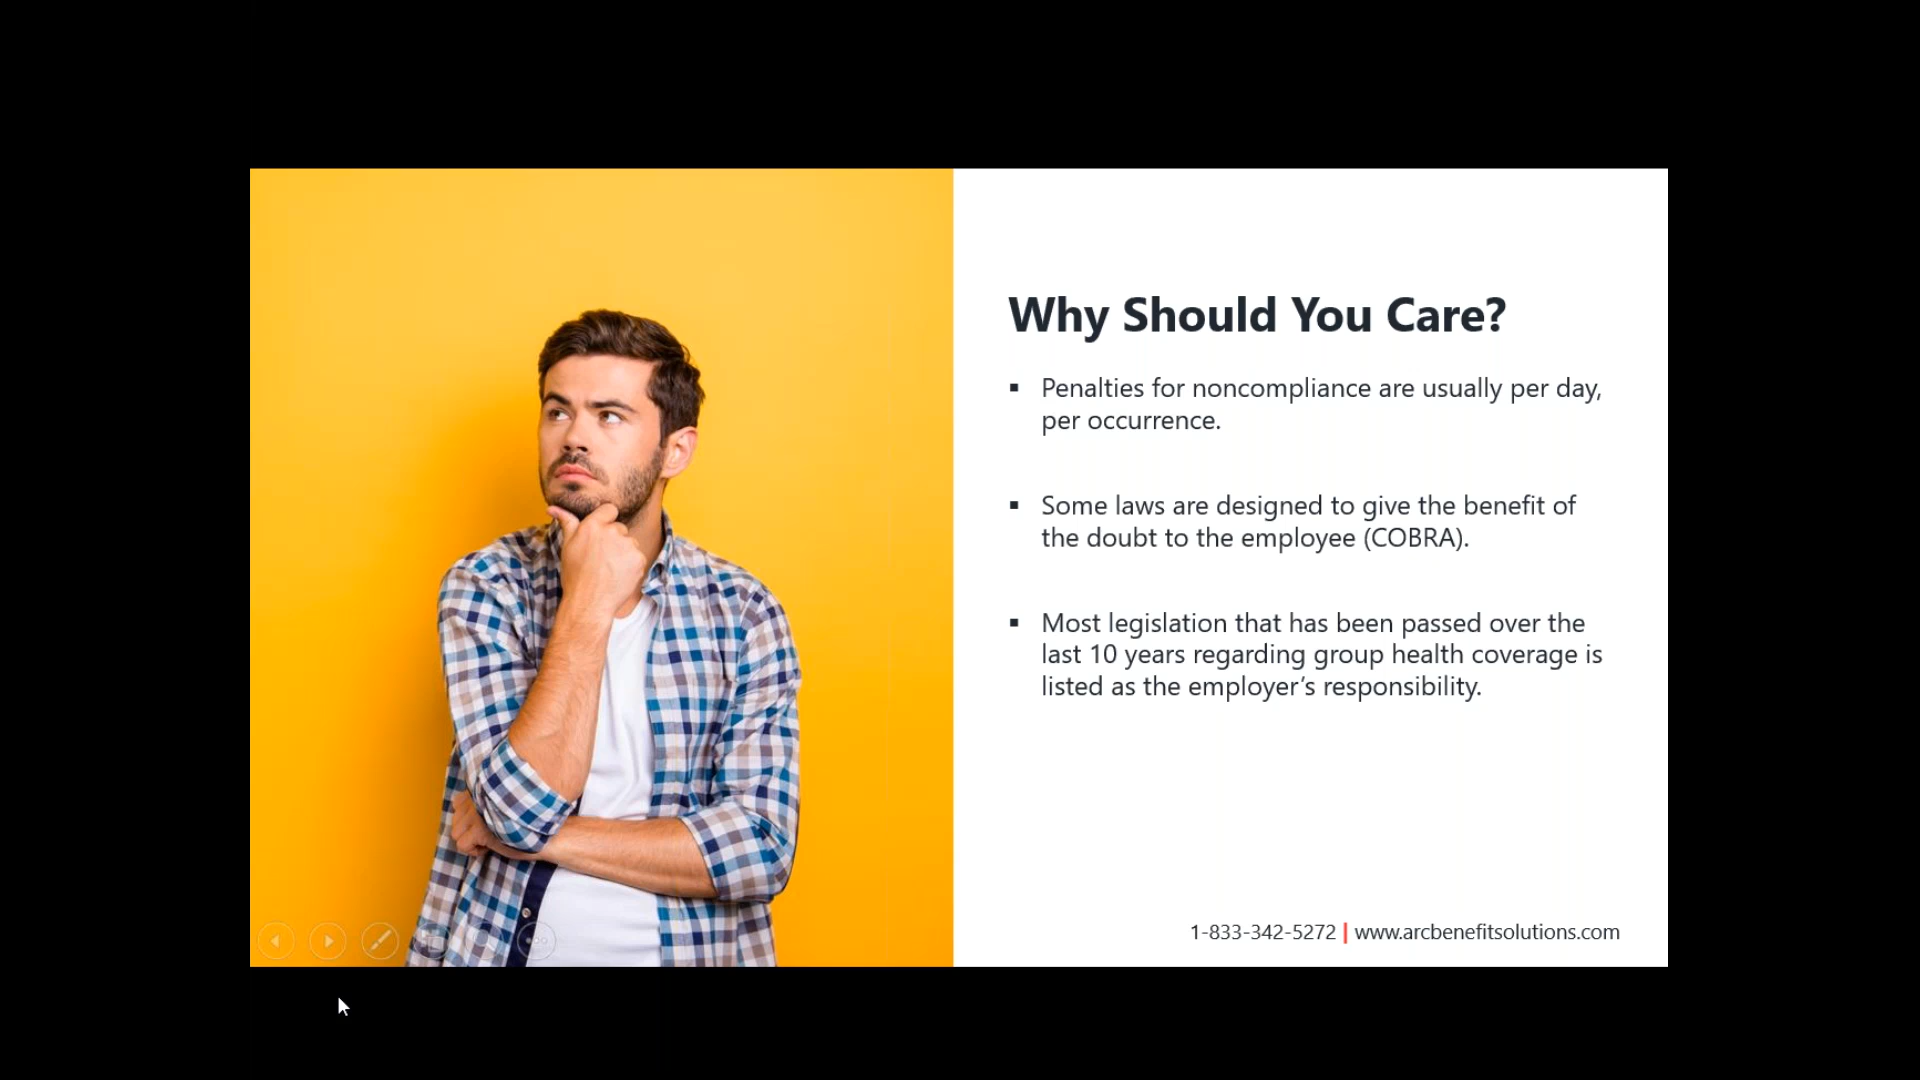 Why Should You Care?
▪ Penalties for noncompliance are usually per day,
per occurrence.
▪ Some laws are designed to give the benefit of
the doubt to the employee (COBRA).
▪ Most legislation that has been passed over the
last 10 years regarding group health coverage is
listed as the employer’s responsibility.
1-833-342-5272 | www.arcbenefitsolutions.com